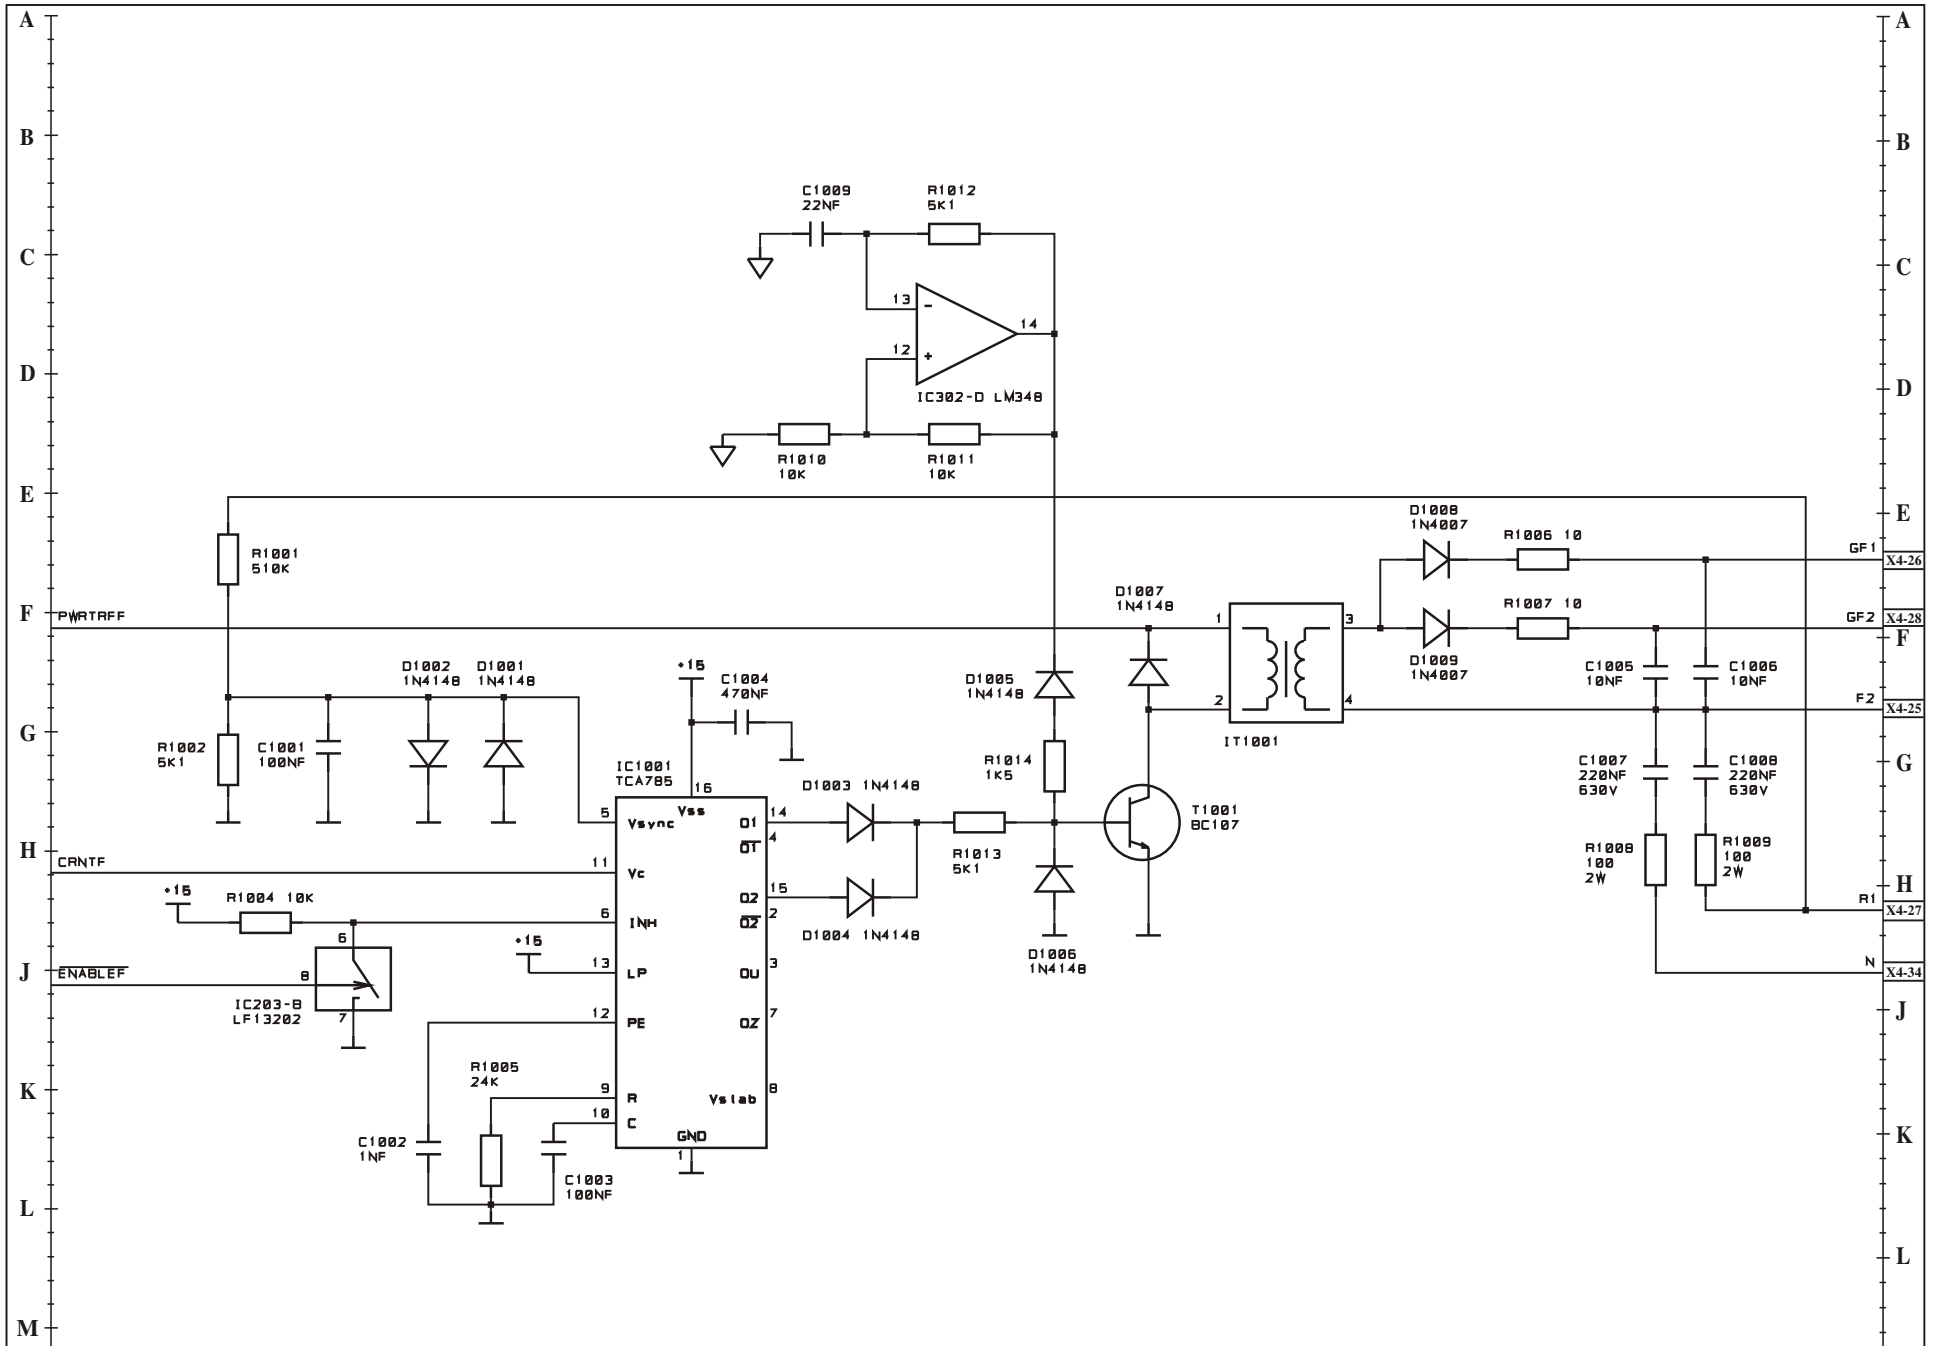 A
A
B
B
C1009
22NF
R1012
5K1
C
C
13
-
14
12
+
D
D
IC302-D LM348
R1010
10K
R1011
10K
E
E
D1008
1N4007
R1006 10
GF1
X4-26
R1001
510K
D1007
1N4148
R1007 10
F
PWRTRFF
1
3
GF2
X4-28
F
D1002
1N4148
D1001
1N4148
+15
C1004
470NF
D1005
1N4148
D1009
1N4007
C1005
10NF
C1006
10NF
2
4
F2
X4-25
G
R1002
5K1
C1001
100NF
IT1001
IC1001
TCA785
R1014
1K5
C1007
220NF
630V
C1008
220NF
630V
G
16
D1003 1N4148
5
Vsync
Vss
O1
14
T1001
BC107
4
O1
H
CRNTF
11
Vc
R1013
5K1
R1008
100
2W
R1009
100
2W
+15
R1004 10K
O2
15
H
R1
X4-27
6
INH
O2
2
6
+15
D1004 1N4148
D1006
1N4148
J
ENABLEF
8
13
LP
OU
3
N
X4-34
IC203-B
LF13202
7
12
PE
OZ
7
J
R1005
24K
K
9
R
Vstab
8
10
C
C1002
1NF
GND
1
K
C1003
100NF
L
L
M